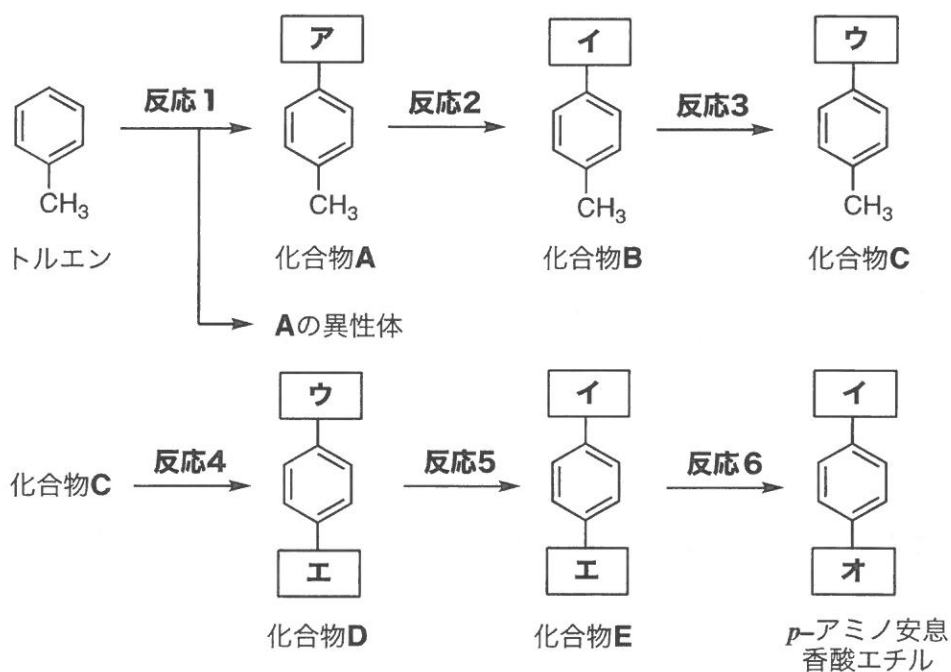 ア イ ウ
反応1 反応2 反応3
CH3 CH3 CH3 CH3
トルエン 化合物A 化合物B 化合物C
Aの異性体
ウ イ イ
化合物C 反応4 反応5 反応6
エ エ オ
化合物D 化合物E p−アミノ安息
香酸エチル